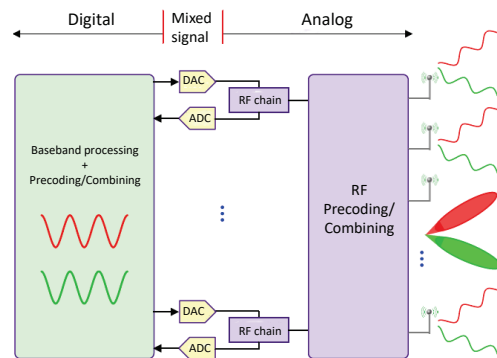 Digital
Mixed
signal
Analog
DAC
RF chain
ADC
Baseband processing
+
Precoding/Combining
RF
Precoding/
Combining
DAC
RF chain
ADC